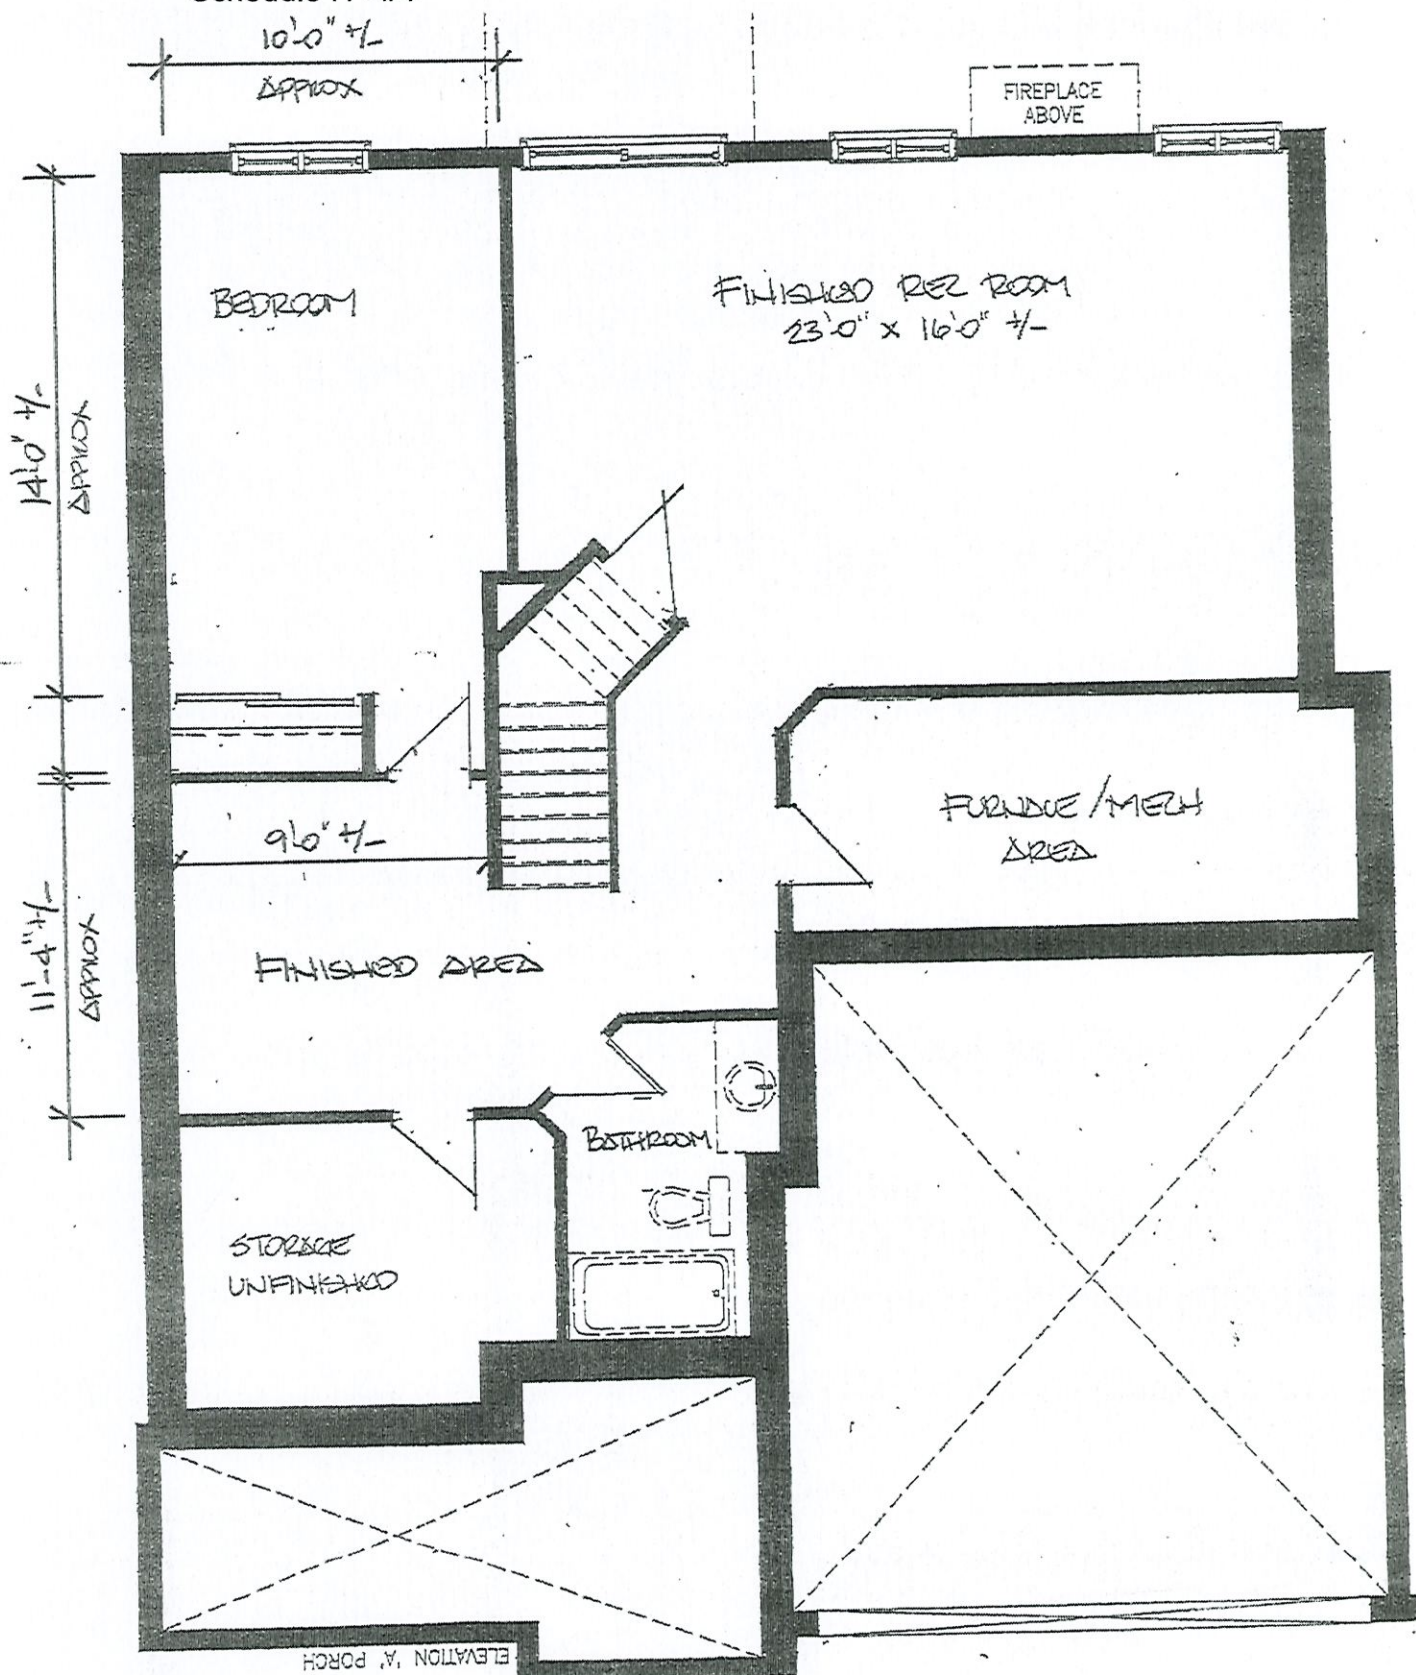 10'-0" +/-
APPROX
FIREPLACE
ABOVE
BEDROOM
FINISHED REC ROOM
23'-0" x 16'-0" +/-
14'-0" +/-
APPROX
9'-0" +/-
FURNACE/MECH
AREA
11'-4" +/-
APPROX
FINISHED AREA
BATHROOM
STORAGE
UNFINISHED
ELEVATION 'A' PORCH